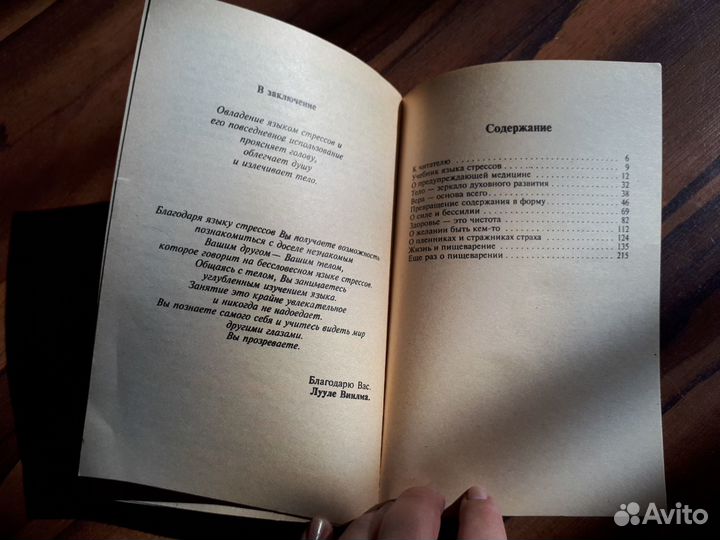 В заключение
Овладение языком стрессов и
его повседневное использование
проясняет голову,
облегчает душу
и излечивает тело.
Благодаря языку стрессов Вы получаете возможность
познакомиться с доселе незнакомым
Вашим другом — Вашим телом,
которое говорит на бессловесном языке стрессов.
Общаясь с телом, Вы занимаетесь
углубленным изучением языка.
Занятие это крайне увлекательное
и никогда не надоедает.
Вы познаете самого себя и учитесь видеть мир
другими глазами.
Вы прозреваете.
Благодарю Вас.
Лууле Виилма.
Содержание
К читателю 6
Учебник языка стрессов 9
О предупреждающей медицине 12
Тело — зеркало духовного развития 32
Вера — основа всего 38
Превращение содержания в форму 46
О силе и бессилии 69
Здоровье — это чистота 82
О желании быть кем-то 112
О пленниках и стражниках страха 124
Жизнь и пищеварение 135
Еще раз о пищеварении 215
Avito